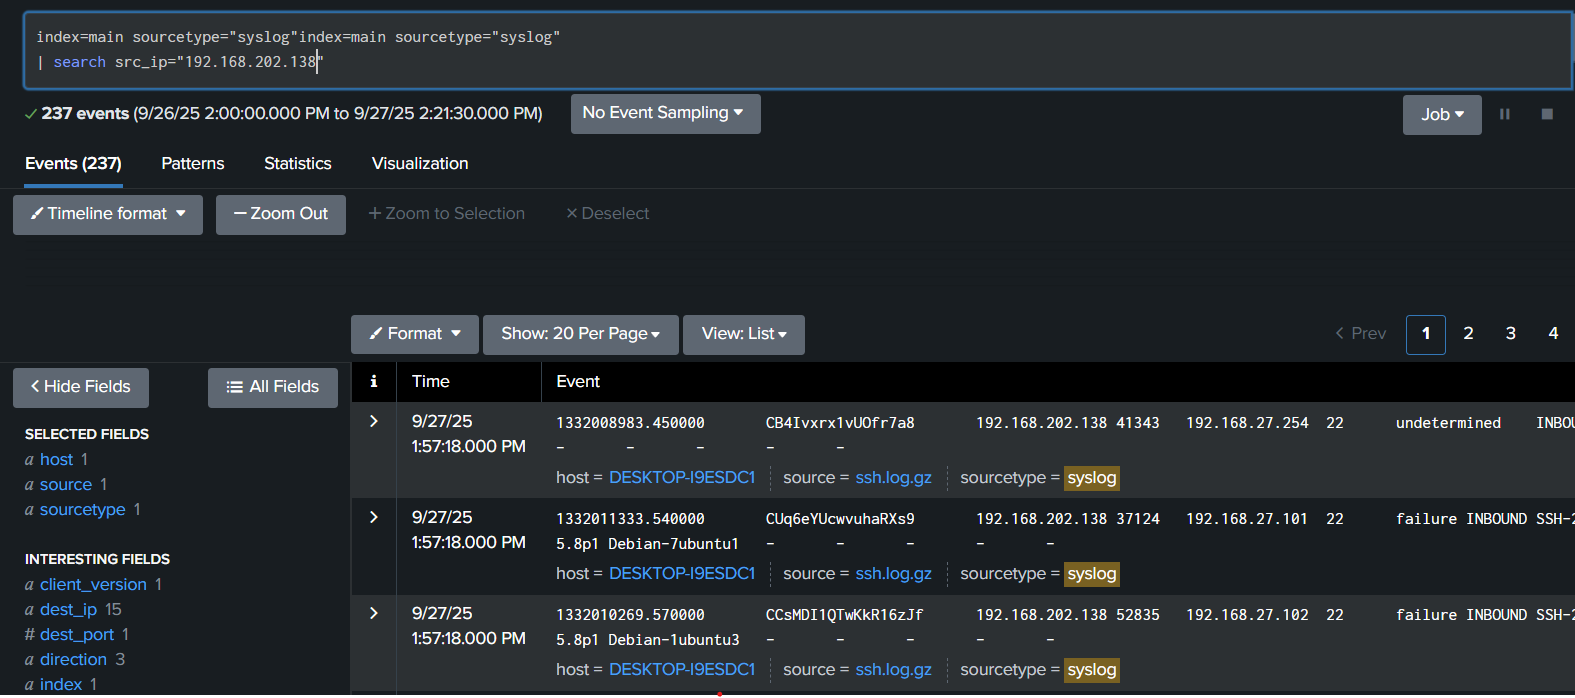 index=main sourcetype="syslog"index=main sourcetype="syslog"
| search src_ip="192.168.202.138"
237 events (9/26/25 2:00:00.000 PM to 9/27/25 2:21:30.000 PM)
No Event Sampling
Job
Events (237)
Patterns
Statistics
Visualization
Timeline format
Zoom Out
+ Zoom to Selection
× Deselect
Format
Show: 20 Per Page
View: List
< Prev
1
2
3
4
Hide Fields
All Fields
SELECTED FIELDS
a host 1
a source 1
a sourcetype 1
INTERESTING FIELDS
a client_version 1
a dest_ip 15
# dest_port 1
a direction 3
a index 1
i
Time
Event
9/27/25
1:57:18.000 PM
1332008983.450000 CB4Ivxrx1vUOfr7a8 192.168.202.138 41343 192.168.27.254 22 undetermined INBOU
- - - - -
host = DESKTOP-I9ESDC1 source = ssh.log.gz sourcetype = syslog
9/27/25
1:57:18.000 PM
1332011333.540000 CUq6eYUcwvuhaRXs9 192.168.202.138 37124 192.168.27.101 22 failure INBOUND SSH-2
5.8p1 Debian-7ubuntu1 - - - - -
host = DESKTOP-I9ESDC1 source = ssh.log.gz sourcetype = syslog
9/27/25
1:57:18.000 PM
1332010269.570000 CCsMDI1QTwKkR16zJf 192.168.202.138 52835 192.168.27.102 22 failure INBOUND SSH-2
5.8p1 Debian-1ubuntu3 - - - - -
host = DESKTOP-I9ESDC1 source = ssh.log.gz sourcetype = syslog